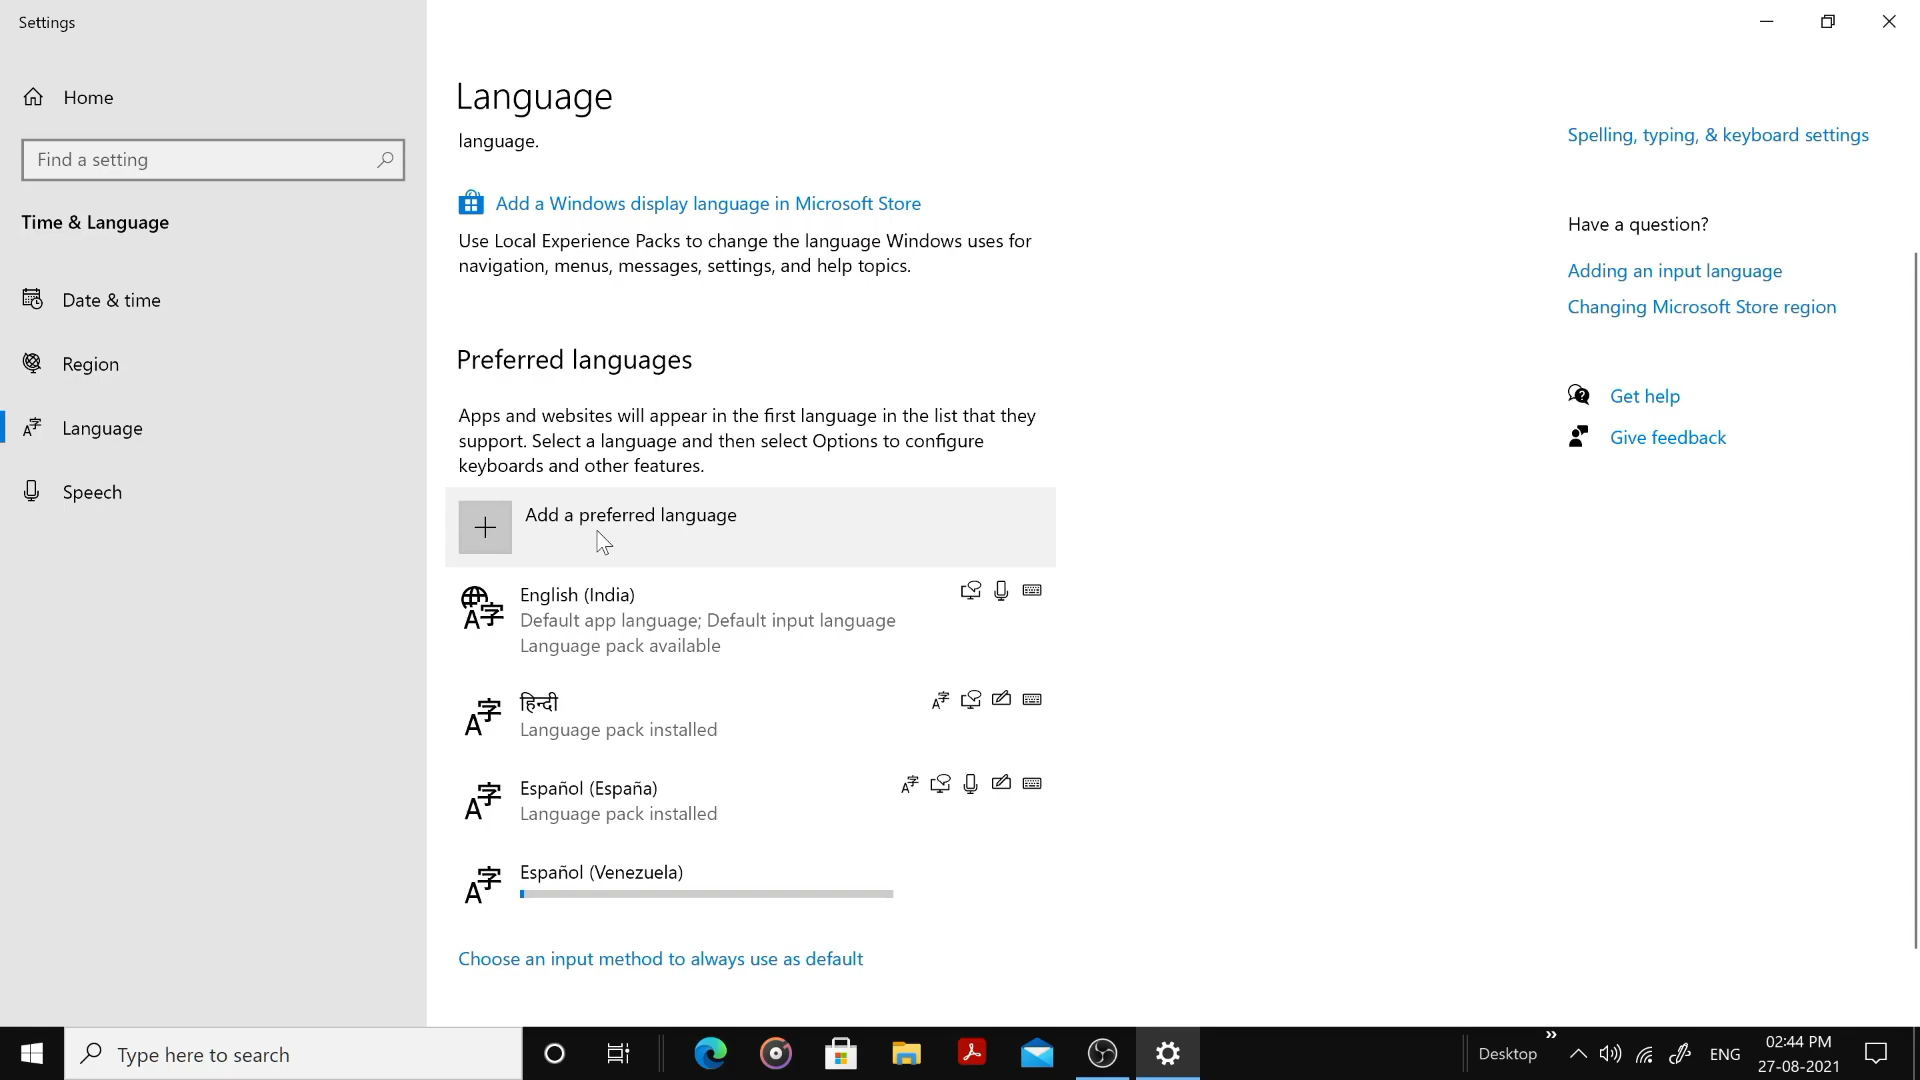 Settings
Home
Find a setting
Time & Language
Date & time
Region
Language
Speech
Language
language.
Add a Windows display language in Microsoft Store
Use Local Experience Packs to change the language Windows uses for
navigation, menus, messages, settings, and help topics.
Preferred languages
Apps and websites will appear in the first language in the list that they
support. Select a language and then select Options to configure
keyboards and other features.
Add a preferred language
English (India)
Default app language; Default input language
Language pack available
हिन्दी
Language pack installed
Español (España)
Language pack installed
Español (Venezuela)
Choose an input method to always use as default
Spelling, typing, & keyboard settings
Have a question?
Adding an input language
Changing Microsoft Store region
Get help
Give feedback
Type here to search
Desktop
ENG
02:44 PM
27-08-2021